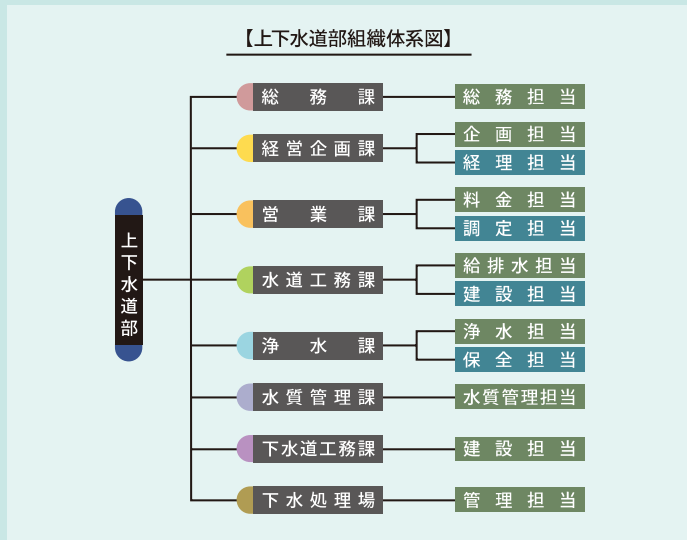 【上下水道部組織体系図】
上下水道部
総務課
総務担当
経営企画課
企画担当
経理担当
営業課
料金担当
調定担当
水道工務課
給排水担当
建設担当
浄水課
浄水担当
保全担当
水質管理課
水質管理担当
下水道工務課
建設担当
下水処理場
管理担当